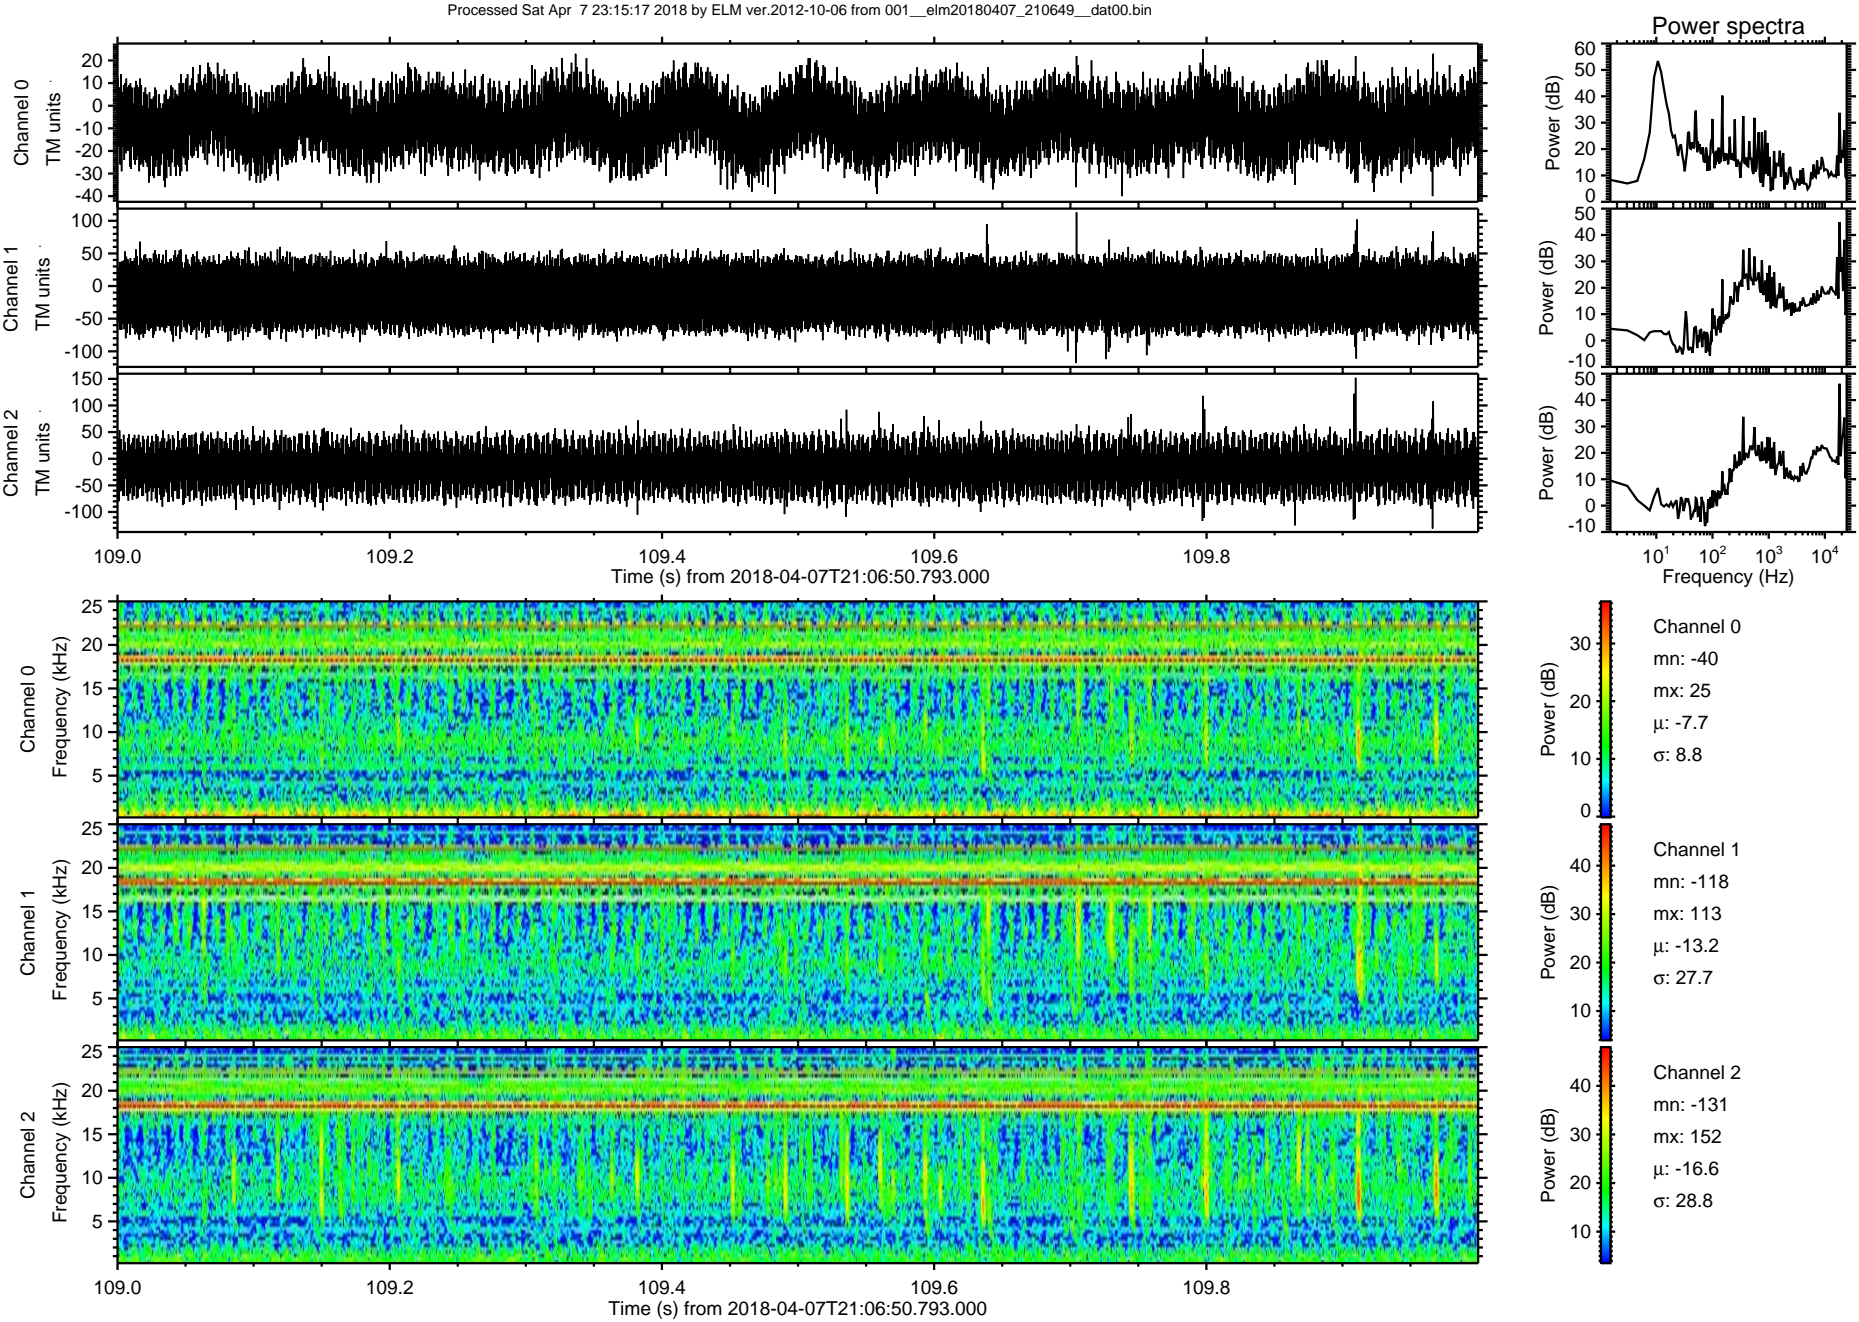 Processed Sat Apr  7 23:15:17 2018 by ELM ver.2012-10-06 from 001__elm20180407_210649__dat00.bin
Power spectra
Channel 0
TM units
20
10
0
-10
-20
-30
-40
Power (dB)
60
50
40
30
20
10
0
Channel 1
TM units
100
50
0
-50
-100
Power (dB)
50
40
30
20
10
0
-10
Channel 2
TM units
150
100
50
0
-50
-100
Power (dB)
50
40
30
20
10
0
-10
109.0 109.2 109.4 109.6 109.8
Time (s) from 2018-04-07T21:06:50.793.000
10^1 10^2 10^3 10^4
Frequency (Hz)
Channel 0
Frequency (kHz)
25
20
15
10
5
Power (dB)
30
20
10
0
Channel 0
mn: -40
mx: 25
μ: -7.7
σ: 8.8
Channel 1
Frequency (kHz)
25
20
15
10
5
Power (dB)
40
30
20
10
Channel 1
mn: -118
mx: 113
μ: -13.2
σ: 27.7
Channel 2
Frequency (kHz)
25
20
15
10
5
Power (dB)
40
30
20
10
Channel 2
mn: -131
mx: 152
μ: -16.6
σ: 28.8
109.0 109.2 109.4 109.6 109.8
Time (s) from 2018-04-07T21:06:50.793.000